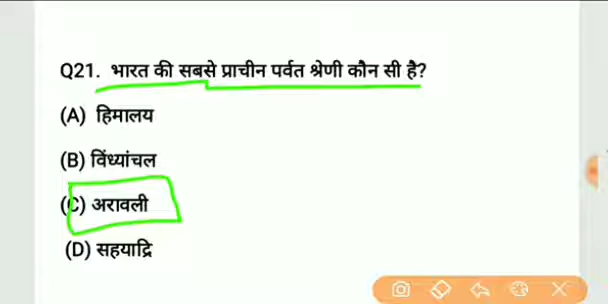 Q21. भारत की सबसे प्राचीन पर्वत श्रेणी कौन सी है?
(A) हिमालय
(B) विंध्यांचल
(C) अरावली
(D) सहयाद्रि